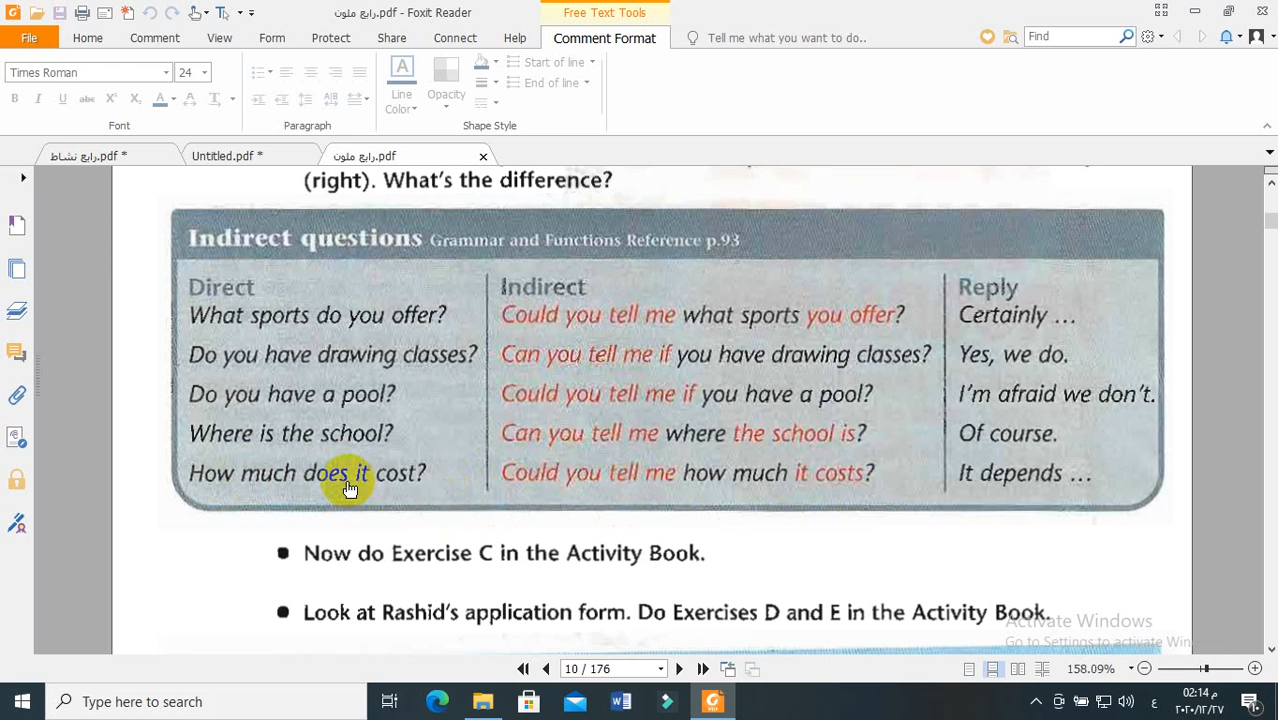 رابع ملون.pdf - Foxit Reader
Free Text Tools
File
Home
Comment
View
Form
Protect
Share
Connect
Help
Comment Format
Tell me what you want to do..
Find
Times Roman
24
Font
Paragraph
Line
Color
Opacity
Start of line
End of line
Shape Style
رابع نشاط.pdf *
Untitled.pdf *
رابع ملون.pdf
(right). What's the difference?
Indirect questions Grammar and Functions Reference p.93
Direct Indirect Reply
What sports do you offer? Could you tell me what sports you offer? Certainly …
Do you have drawing classes? Can you tell me if you have drawing classes? Yes, we do.
Do you have a pool? Could you tell me if you have a pool? I'm afraid we don't.
Where is the school? Can you tell me where the school is? Of course.
How much does it cost? Could you tell me how much it costs? It depends …
• Now do Exercise C in the Activity Book.
• Look at Rashid's application form. Do Exercises D and E in the Activity Book.
Activate Windows
Go to Settings to activate Win
10 / 176
158.09%
Type here to search
ع
02:14 م
٢٠٢٠/١٢/٢٧